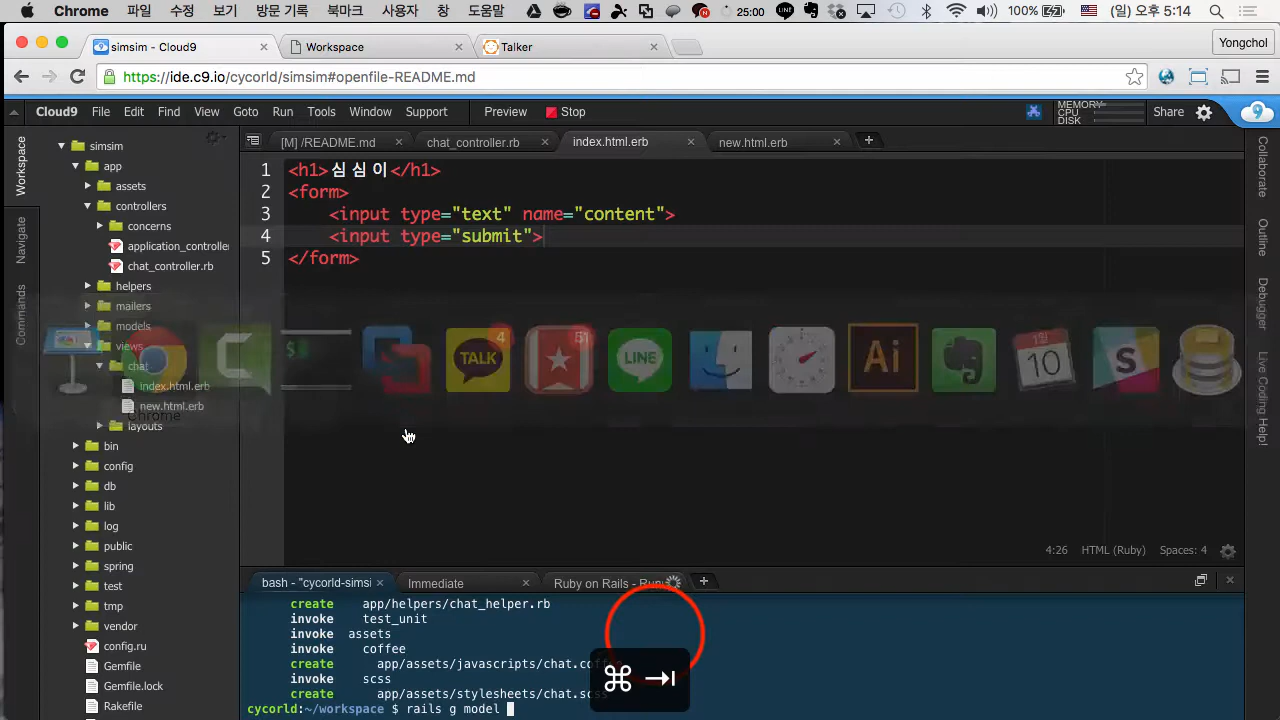 Chrome 파일 수정 보기 방문 기록 북마크 사용자 창 도움말 25:00 LINE 100% (일) 오후 5:14
simsim - Cloud9 Workspace Talker Yongchol
https://ide.c9.io/cycorld/simsim#openfile-README.md
Cloud9 File Edit Find View Goto Run Tools Window Support Preview Stop MEMORY CPU DISK Share
[M] /README.md chat_controller.rb index.html.erb new.html.erb
Workspace
Navigate
Commands
simsim
app
assets
controllers
concerns
application_controlle
chat_controller.rb
helpers
mailers
models
views
chat
index.html.erb
new.html.erb
layouts
bin
config
db
lib
log
public
spring
test
tmp
vendor
config.ru
Gemfile
Gemfile.lock
Rakefile
1 <h1>심 심 이</h1>
2 <form>
3 <input type="text" name="content">
4 <input type="submit">
5 </form>
$
TALK 4
51
LINE
Ai
10
S
Chrome
4:26 HTML (Ruby) Spaces: 4
Collaborate
Outline
Debugger
Live Coding Help!
bash - "cycorld-simsi Immediate Ruby on Rails - Run
create app/helpers/chat_helper.rb
invoke test_unit
invoke assets
invoke coffee
create app/assets/javascripts/chat.coffee
invoke scss
create app/assets/stylesheets/chat.scss
cycorld:~/workspace $ rails g model
⌘ ⇥